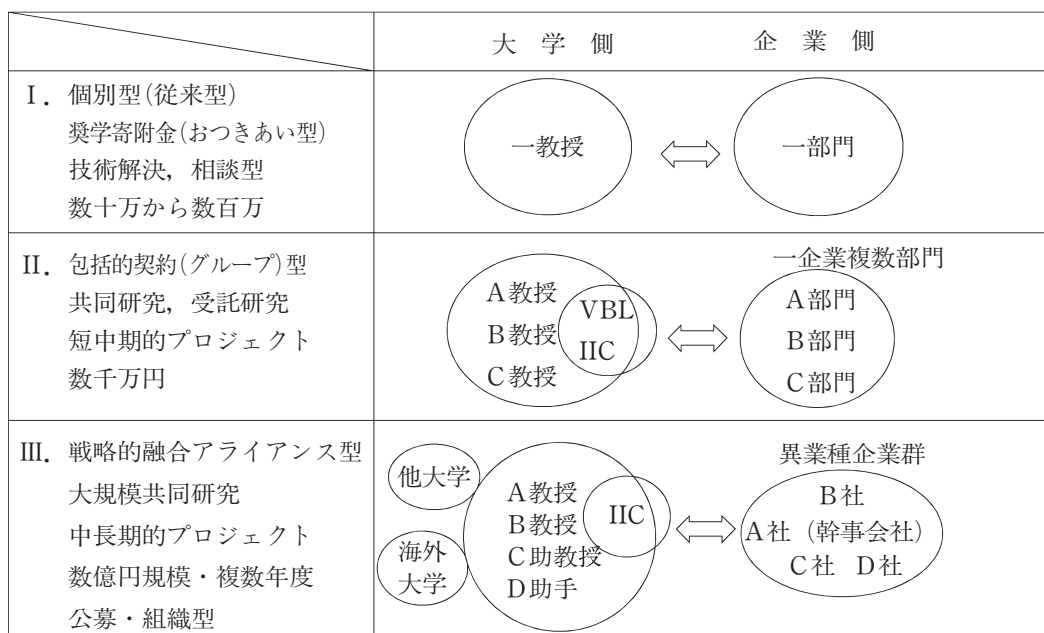 大学側 企業側
Ⅰ．個別型(従来型)
奨学寄附金(おつきあい型)
技術解決，相談型
数十万から数百万
一教授
一部門
Ⅱ．包括的契約(グループ)型
共同研究，受託研究
短中期的プロジェクト
数千万円
A教授
B教授
C教授
VBL
IIC
一企業複数部門
A部門
B部門
C部門
Ⅲ．戦略的融合アライアンス型
大規模共同研究
中長期的プロジェクト
数億円規模・複数年度
公募・組織型
他大学
海外
大学
A教授
B教授
C助教授
D助手
IIC
異業種企業群
B社
A社（幹事会社）
C社 D社